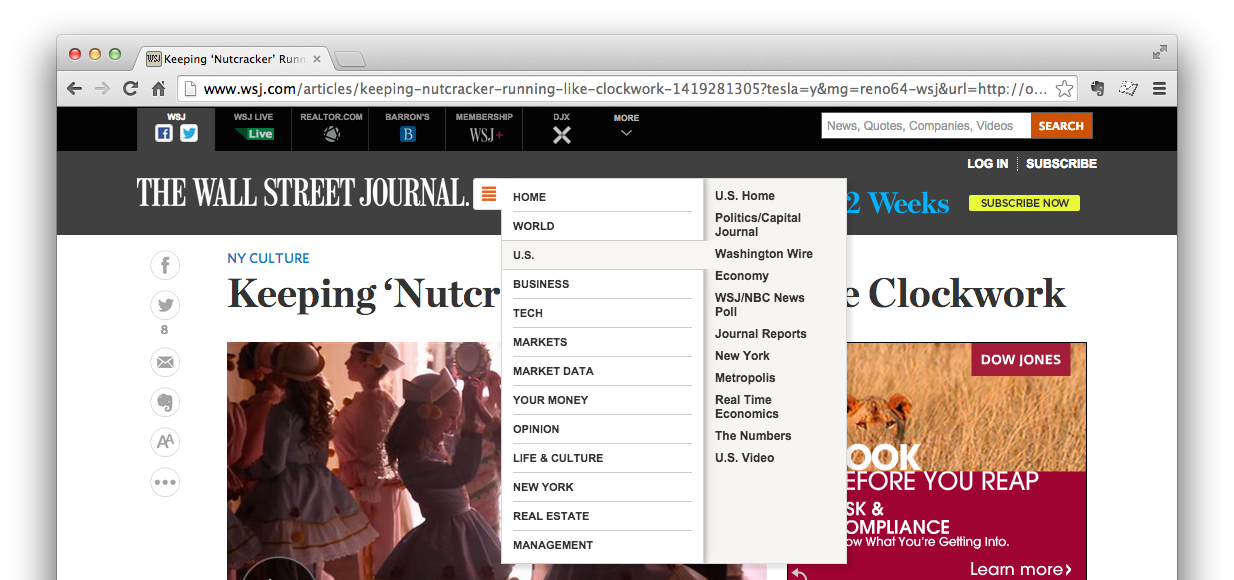 WSJ Keeping ‘Nutcracker’ Runn
www.wsj.com/articles/keeping-nutcracker-running-like-clockwork-1419281305?tesla=y&mg=reno64-wsj&url=http://o...
WSJ
WSJ LIVE
Live
REALTOR.COM
BARRON'S
B
MEMBERSHIP
WSJ+
DJX
MORE
News, Quotes, Companies, Videos
SEARCH
LOG IN
SUBSCRIBE
THE WALL STREET JOURNAL.
2 Weeks
SUBSCRIBE NOW
HOME
WORLD
U.S.
BUSINESS
TECH
MARKETS
MARKET DATA
YOUR MONEY
OPINION
LIFE & CULTURE
NEW YORK
REAL ESTATE
MANAGEMENT
U.S. Home
Politics/Capital
Journal
Washington Wire
Economy
WSJ/NBC News
Poll
Journal Reports
New York
Metropolis
Real Time
Economics
The Numbers
U.S. Video
8
AA
NY CULTURE
Keeping ‘Nutcr e Clockwork
DOW JONES
OOK
EFORE YOU REAP
SK &
OMPLIANCE
ow What You're Getting Into.
Learn more›